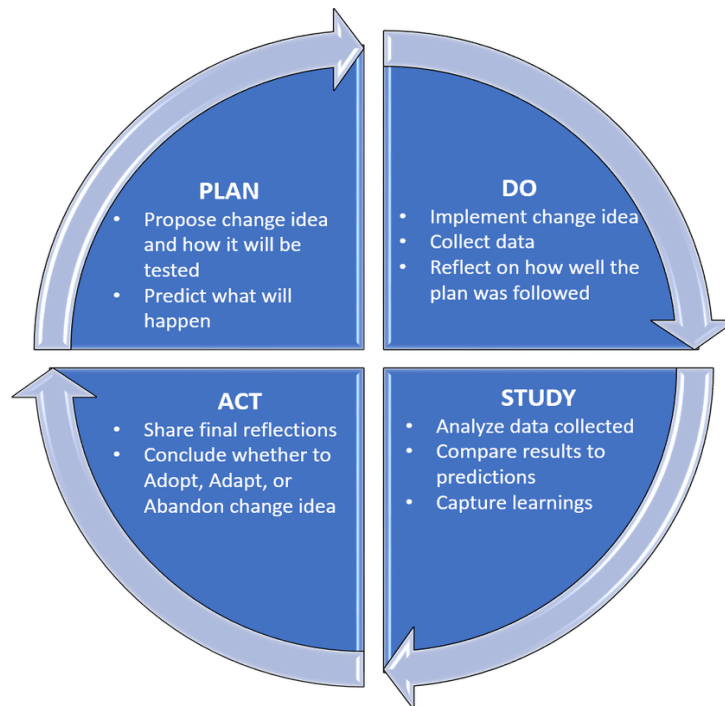 PLAN
• Propose change idea
and how it will be
tested
• Predict what will
happen
DO
• Implement change idea
• Collect data
• Reflect on how well the
plan was followed
ACT
• Share final reflections
• Conclude whether to
Adopt, Adapt, or
Abandon change idea
STUDY
• Analyze data collected
• Compare results to
predictions
• Capture learnings